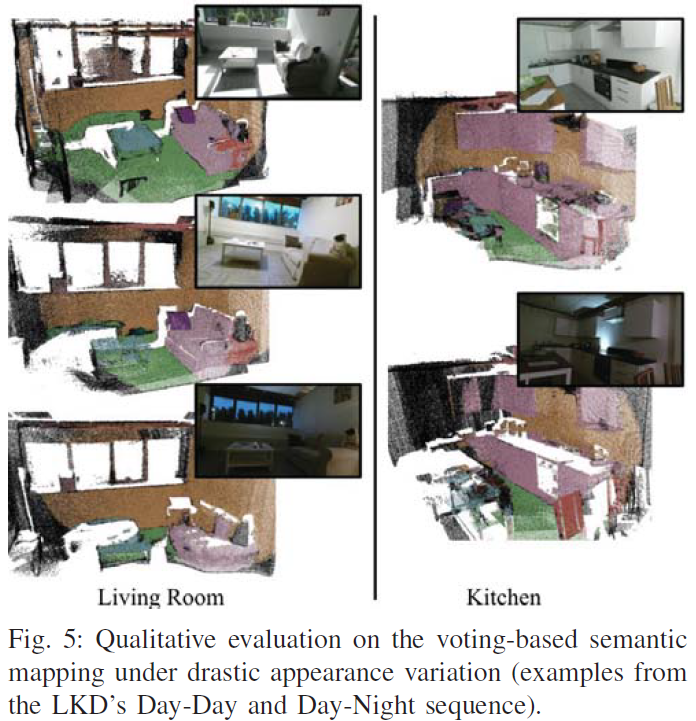 Living Room
Kitchen
Fig. 5: Qualitative evaluation on the voting-based semantic
mapping under drastic appearance variation (examples from
the LKD's Day-Day and Day-Night sequence).